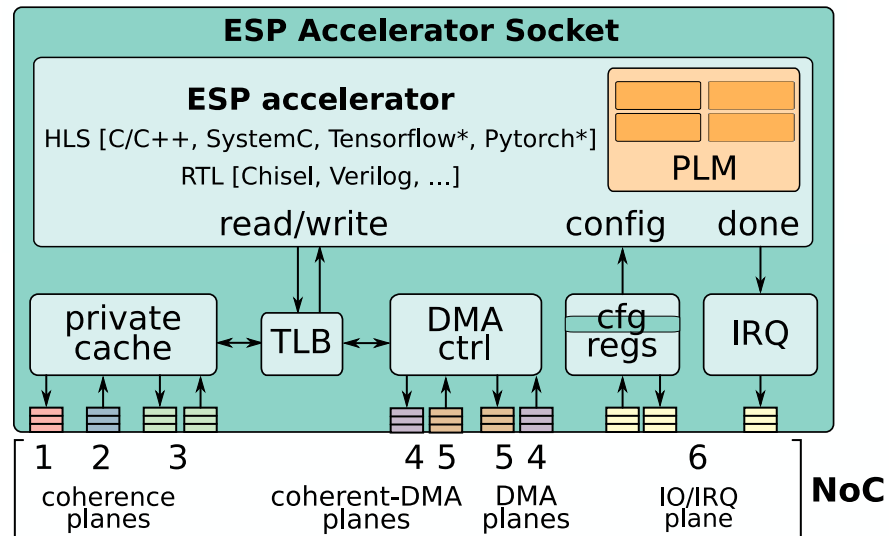 ESP Accelerator Socket
ESP accelerator
HLS [C/C++, SystemC, Tensorflow*, Pytorch*]
RTL [Chisel, Verilog, ...]
PLM
read/write
config
done
private
cache
TLB
DMA
ctrl
cfg
regs
IRQ
1 2 3 4 5 5 4 6
coherence
planes
coherent-DMA
planes
DMA
planes
IO/IRQ
plane
NoC